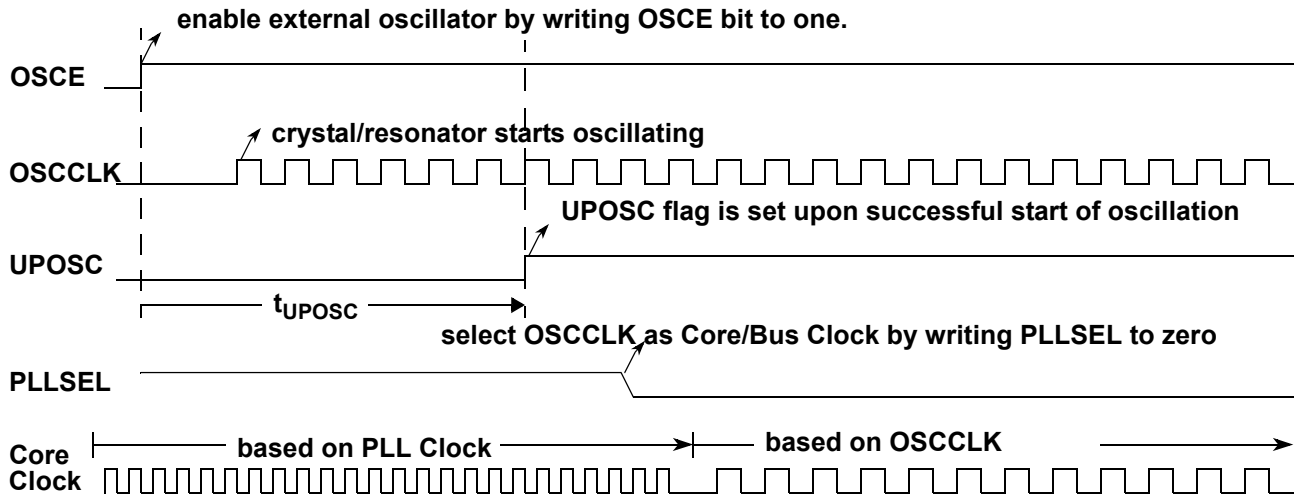 enable external oscillator by writing OSCE bit to one.
OSCE
crystal/resonator starts oscillating
OSCCLK
UPOSC flag is set upon successful start of oscillation
UPOSC
tUPOSC
select OSCCLK as Core/Bus Clock by writing PLLSEL to zero
PLLSEL
based on PLL Clock
based on OSCCLK
Core
Clock